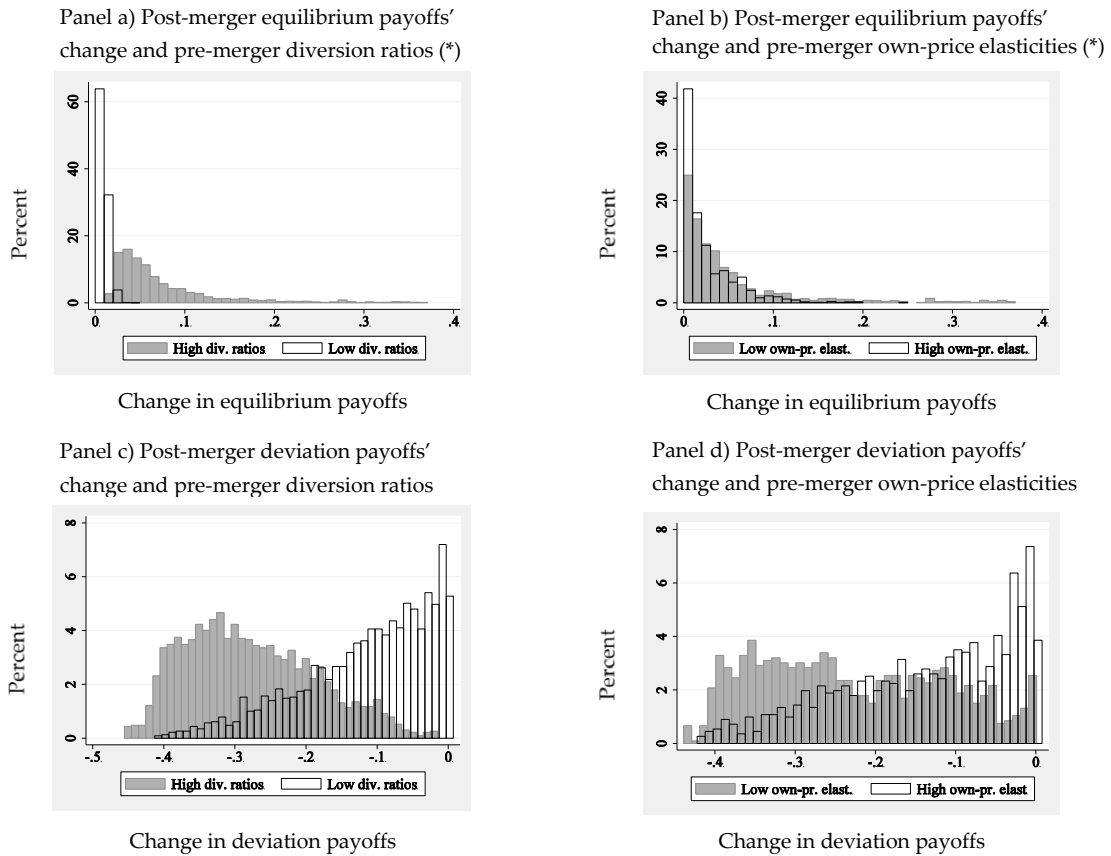 Panel a) Post-merger equilibrium payoffs'
change and pre-merger diversion ratios (*)
Percent
60
40
20
0
0. .1 .2 .3 .4
High div. ratios Low div. ratios
Change in equilibrium payoffs
Panel b) Post-merger equilibrium payoffs'
change and pre-merger own-price elasticities (*)
Percent
40
30
20
10
0
0. .1 .2 .3 .4
Low own-pr. elast. High own-pr. elast.
Change in equilibrium payoffs
Panel c) Post-merger deviation payoffs'
change and pre-merger diversion ratios
Percent
8
6
4
2
0
-.5 -.4 -.3 -.2 -.1 0.
High div. ratios Low div. ratios
Change in deviation payoffs
Panel d) Post-merger deviation payoffs'
change and pre-merger own-price elasticities
Percent
8
6
4
2
0
-.4 -.3 -.2 -.1 0.
Low own-pr. elast. High own-pr. elast
Change in deviation payoffs